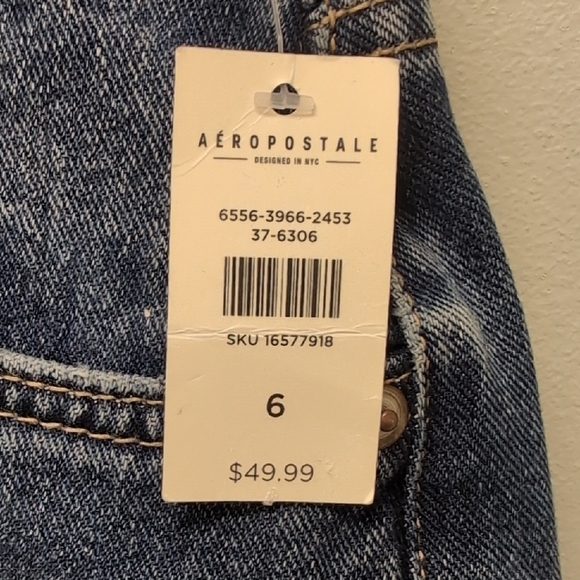 AÉROPOSTALE
DESIGNED IN NYC
6556-3966-2453
37-6306
SKU 16577918
6
$49.99